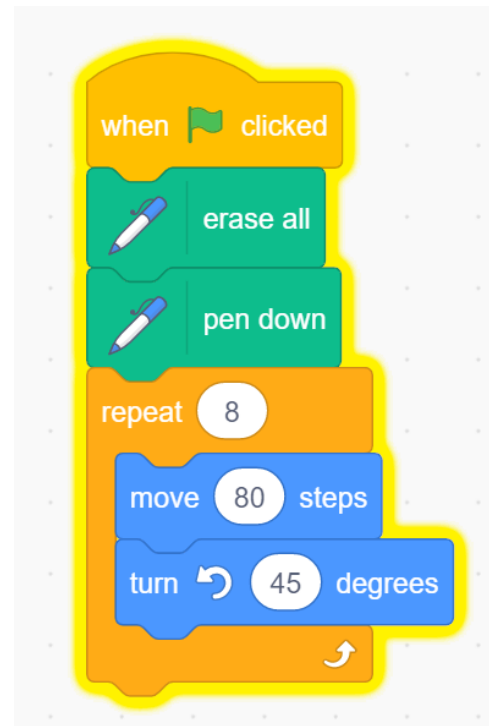 when clicked
erase all
pen down
repeat 8
move 80 steps
turn 45 degrees